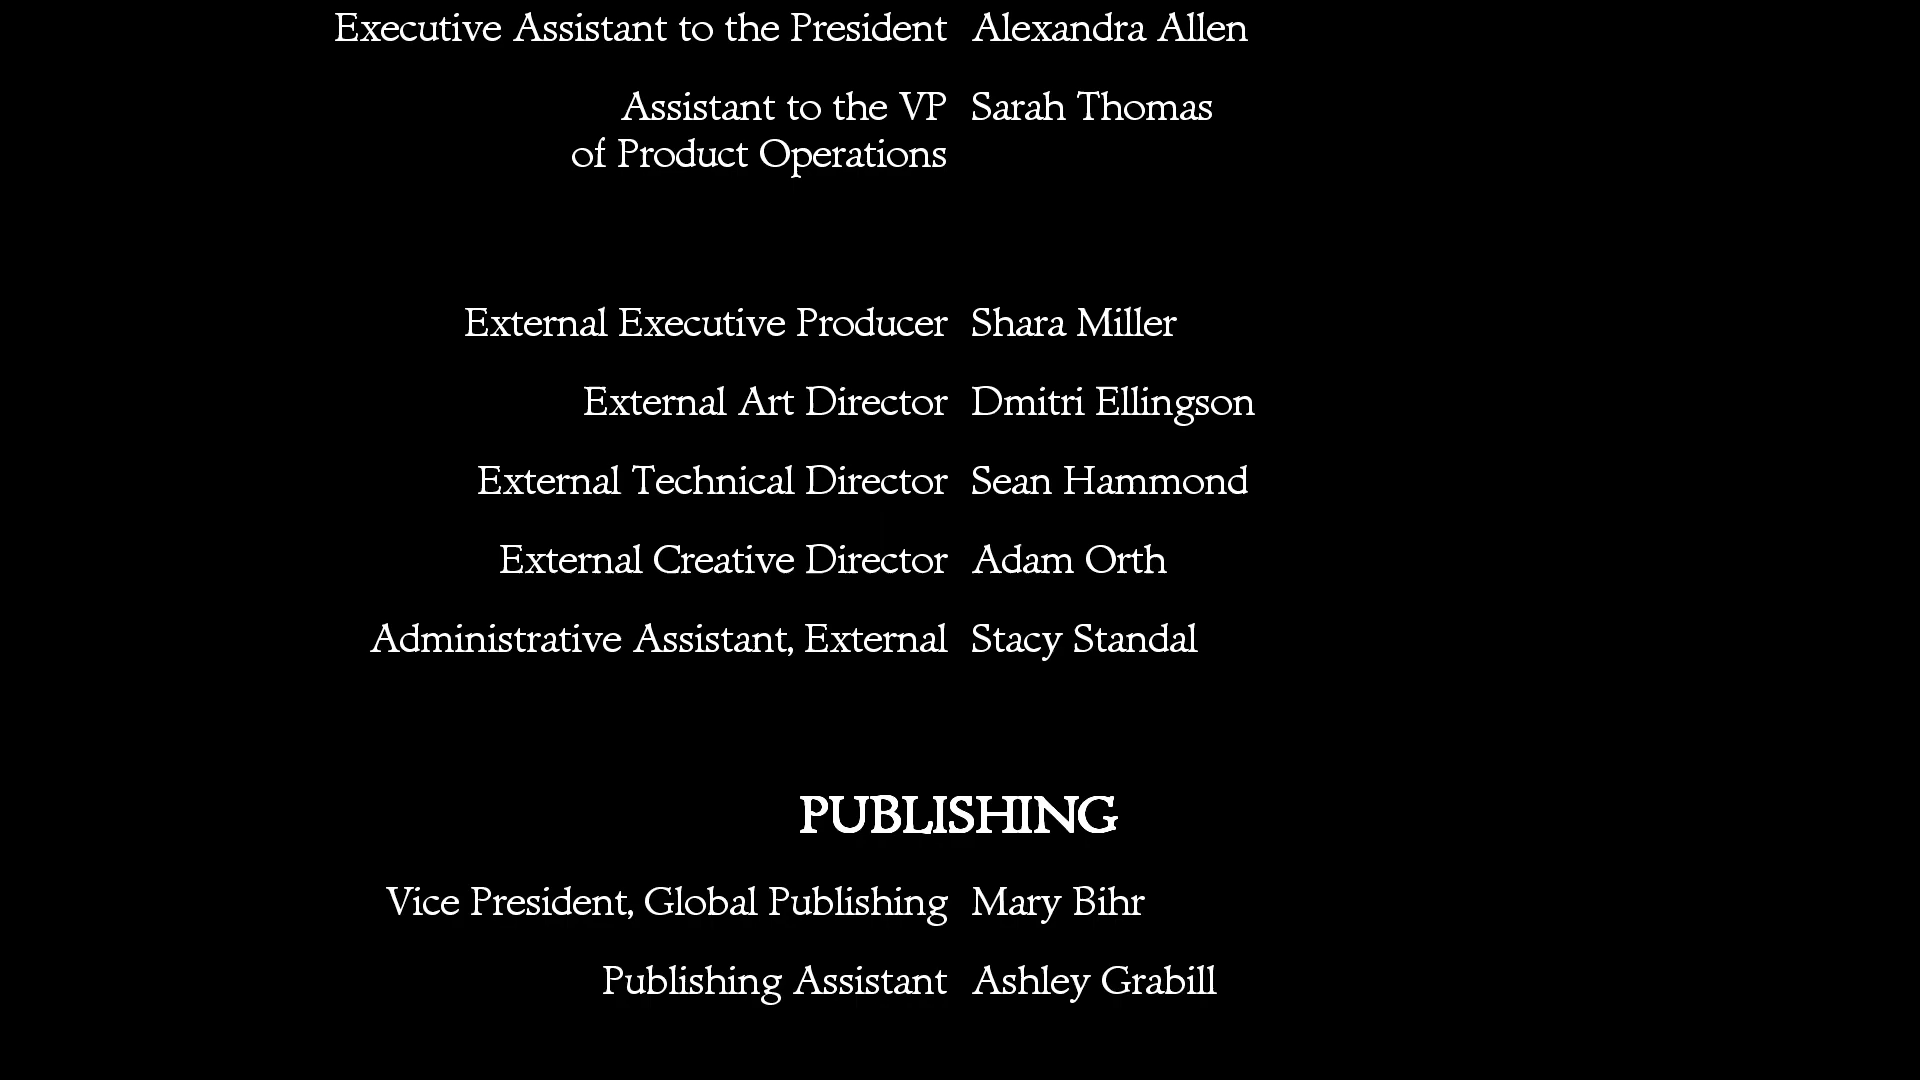 Executive Assistant to the President Alexandra Allen
Assistant to the VP Sarah Thomas
of Product Operations
External Executive Producer Shara Miller
External Art Director Dmitri Ellingson
External Technical Director Sean Hammond
External Creative Director Adam Orth
Administrative Assistant, External Stacy Standal
PUBLISHING
Vice President, Global Publishing Mary Bihr
Publishing Assistant Ashley Grabill